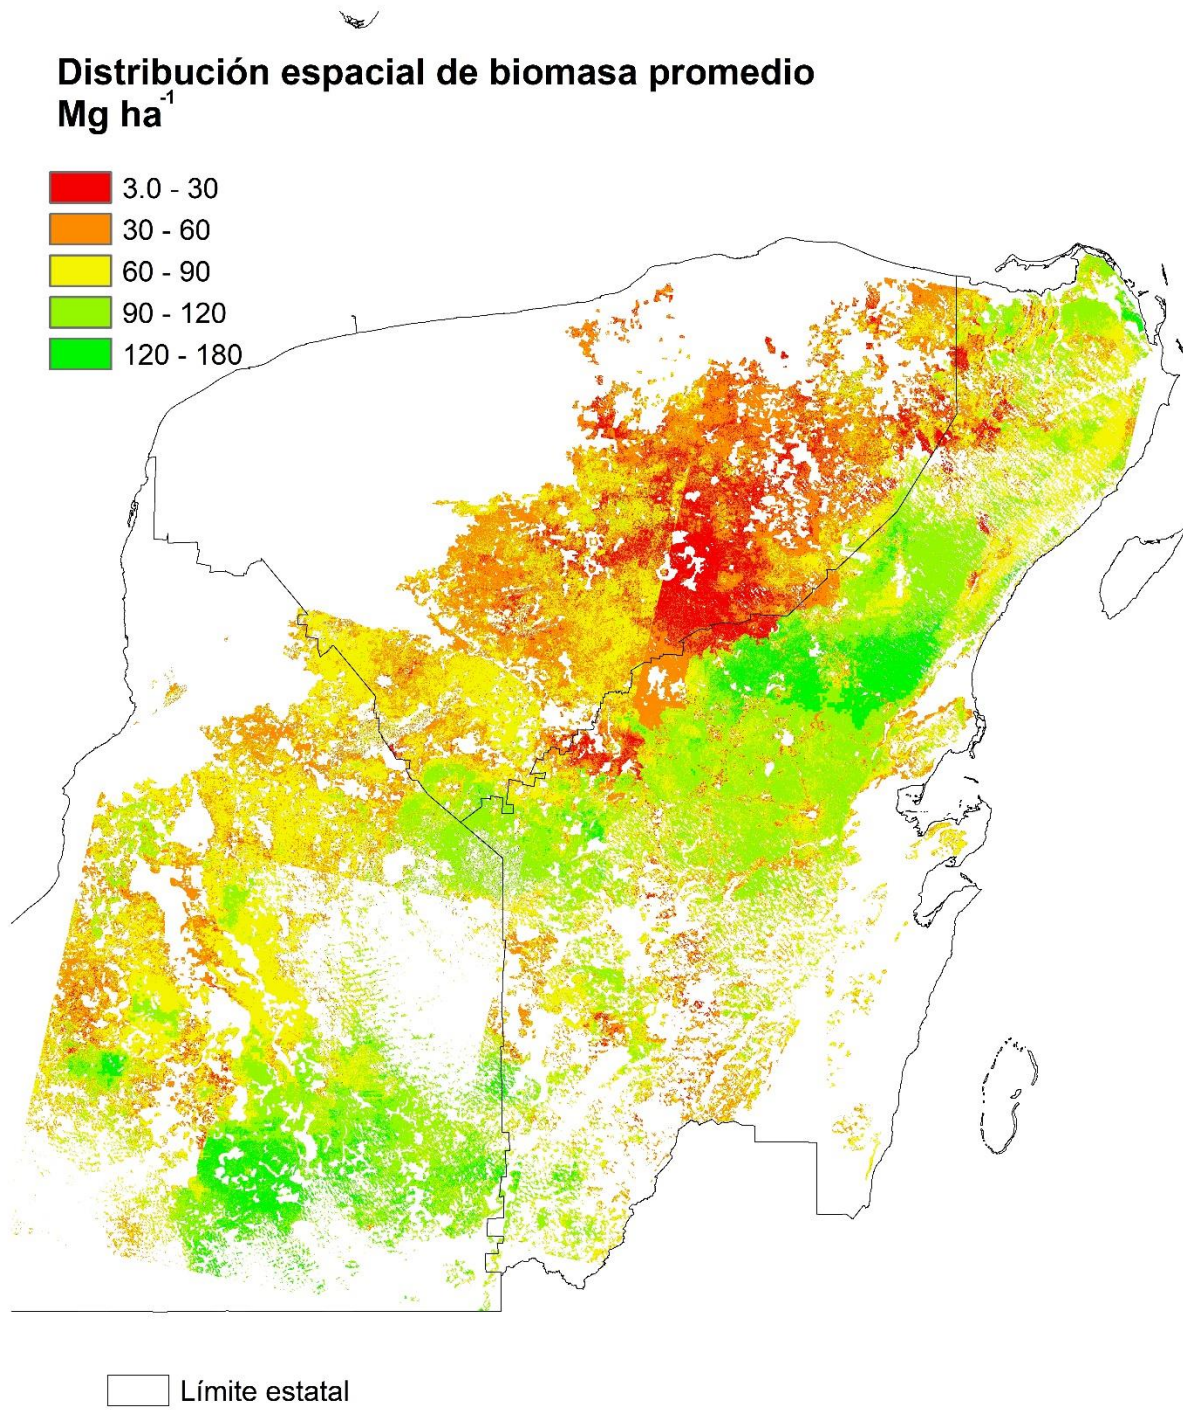 Distribución espacial de biomasa promedio
Mg ha-1
3.0 - 30
30 - 60
60 - 90
90 - 120
120 - 180
Límite estatal